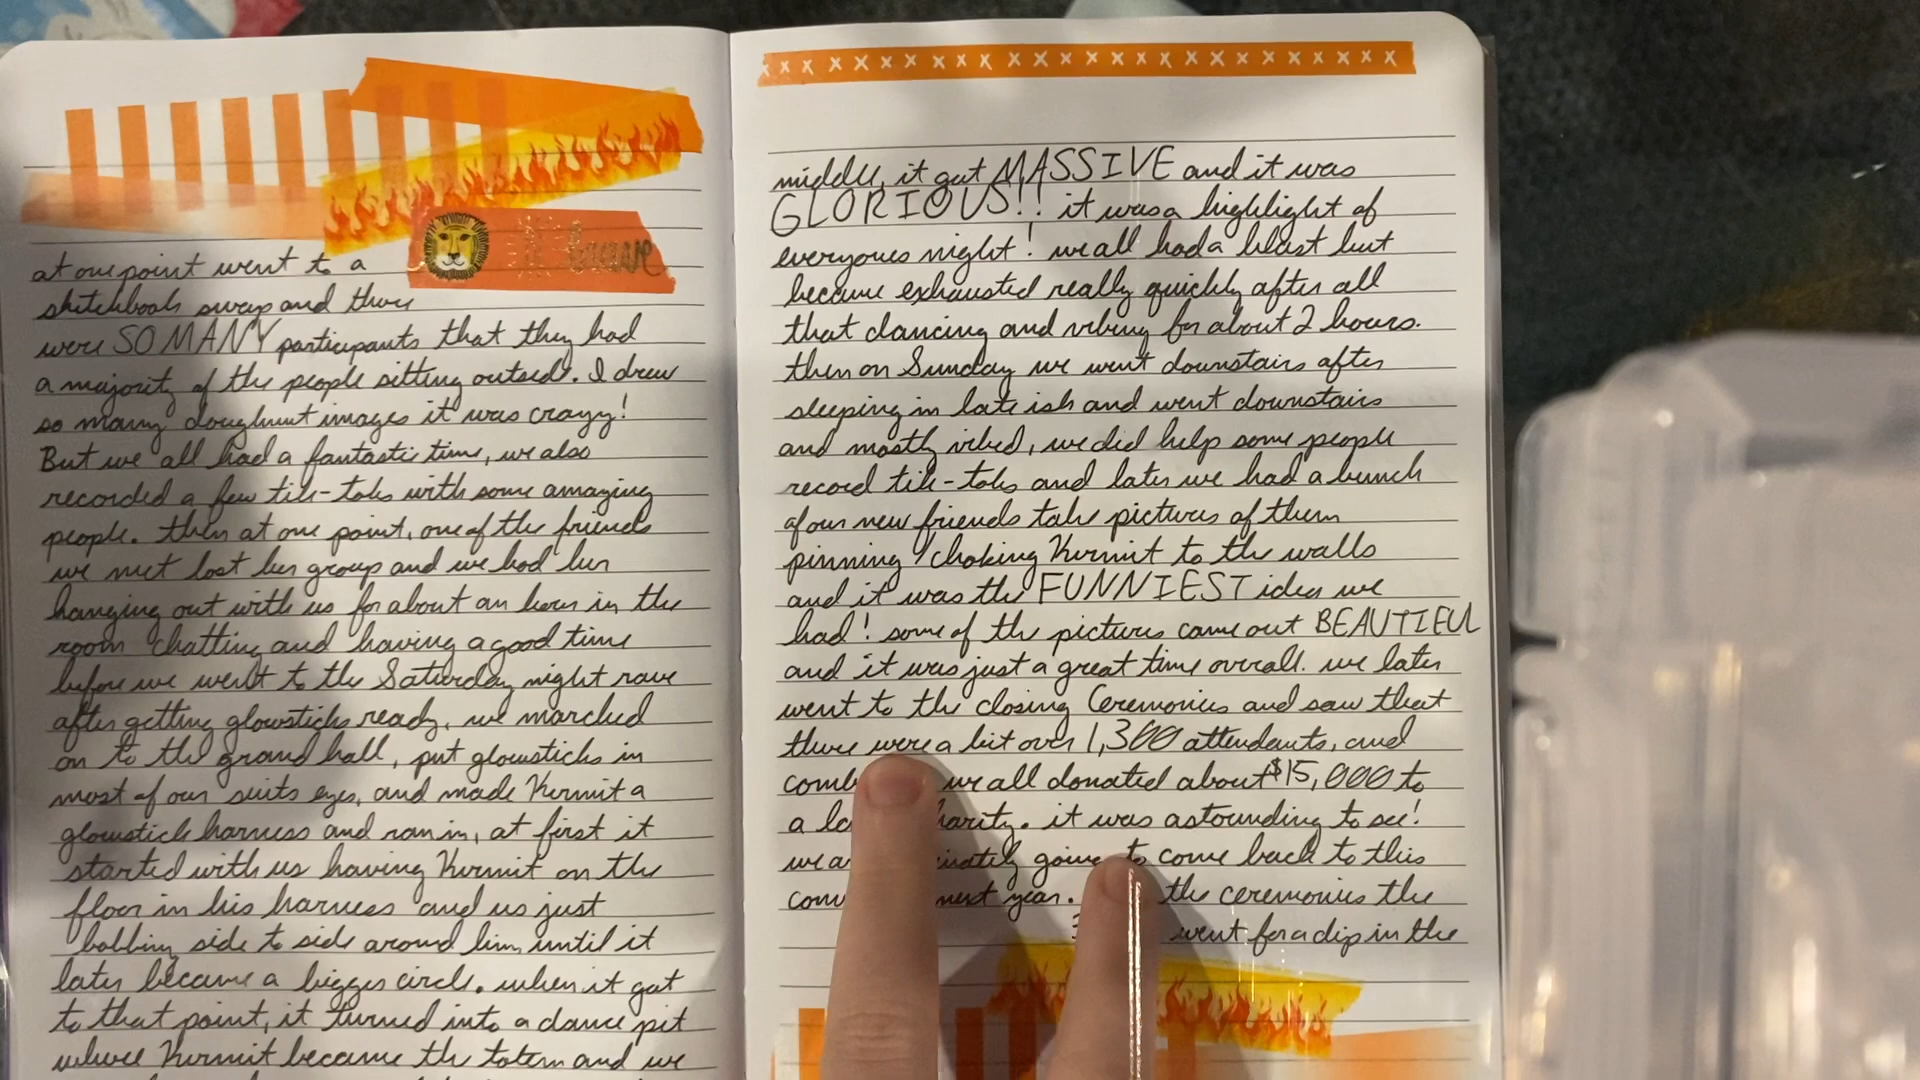 brave
at one point went to a
sketchbook swap and there
were SO MANY participants that they had
a majority of the people sitting outside. I drew
so many doughnut images it was crazy!
But we all had a fantastic time, we also
recorded a few tik-toks with some amazing
people. then at one point, one of the friends
we met lost her group and we had her
hanging out with us for about an hour in the
room chatting and having a good time
before we went to the Saturday night rave
after getting glowsticks ready, we marched
on to the grand hall, put glowsticks in
most of our suits eyes, and made Kermit a
glowstick harness and ran in, at first it
started with us having Kermit on the
floor in his harness and us just
bobbing side to side around him until it
later became a bigger circle. when it got
to that point, it turned into a dance pit
where Kermit became the totem and we
middle, it got MASSIVE and it was
GLORIOUS!! it was a highlight of
everyones night! we all had a blast but
became exhausted really quickly after all
that dancing and vibing for about 2 hours.
then on Sunday we went downstairs after
sleeping in late ish and went downstairs
and mostly vibed, we did help some people
record tik-toks and later we had a bunch
of our new friends take pictures of them
pinning/choking Kermit to the walls
and it was the FUNNIEST idea we
had! some of the pictures came out BEAUTIFUL
and it was just a great time overall. we later
went to the closing Ceremonies and saw that
there were a bit over 1,300 attendants, and
we all donated about $15,000 to
a it was astounding to see!
going to come back to this
next year. the ceremonies the
went for a dip in the